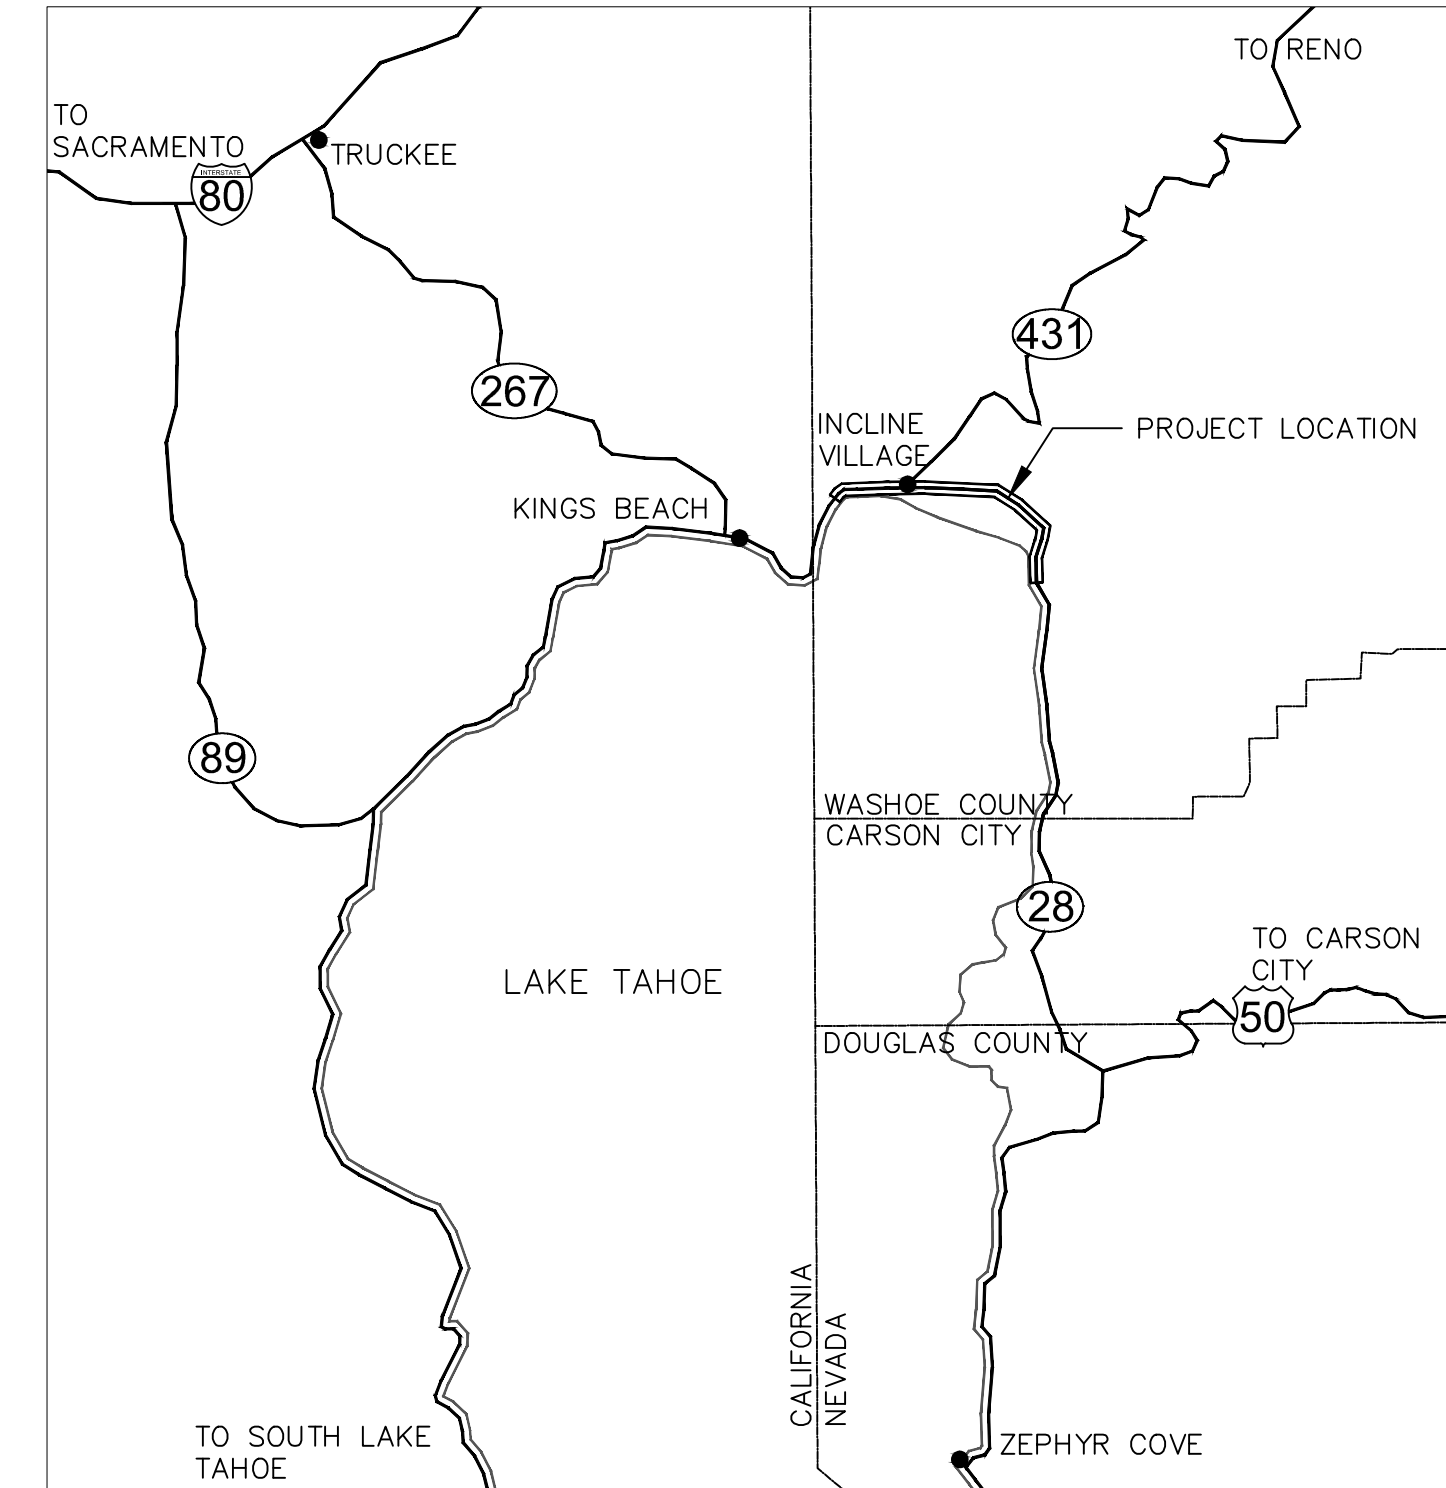 TO RENO
TO
SACRAMENTO
TRUCKEE
INTERSTATE
80
431
267
INCLINE
VILLAGE
PROJECT LOCATION
KINGS BEACH
89
WASHOE COUNTY
CARSON CITY
28
TO CARSON
CITY
LAKE TAHOE
50
DOUGLAS COUNTY
CALIFORNIA
NEVADA
TO SOUTH LAKE
TAHOE
ZEPHYR COVE